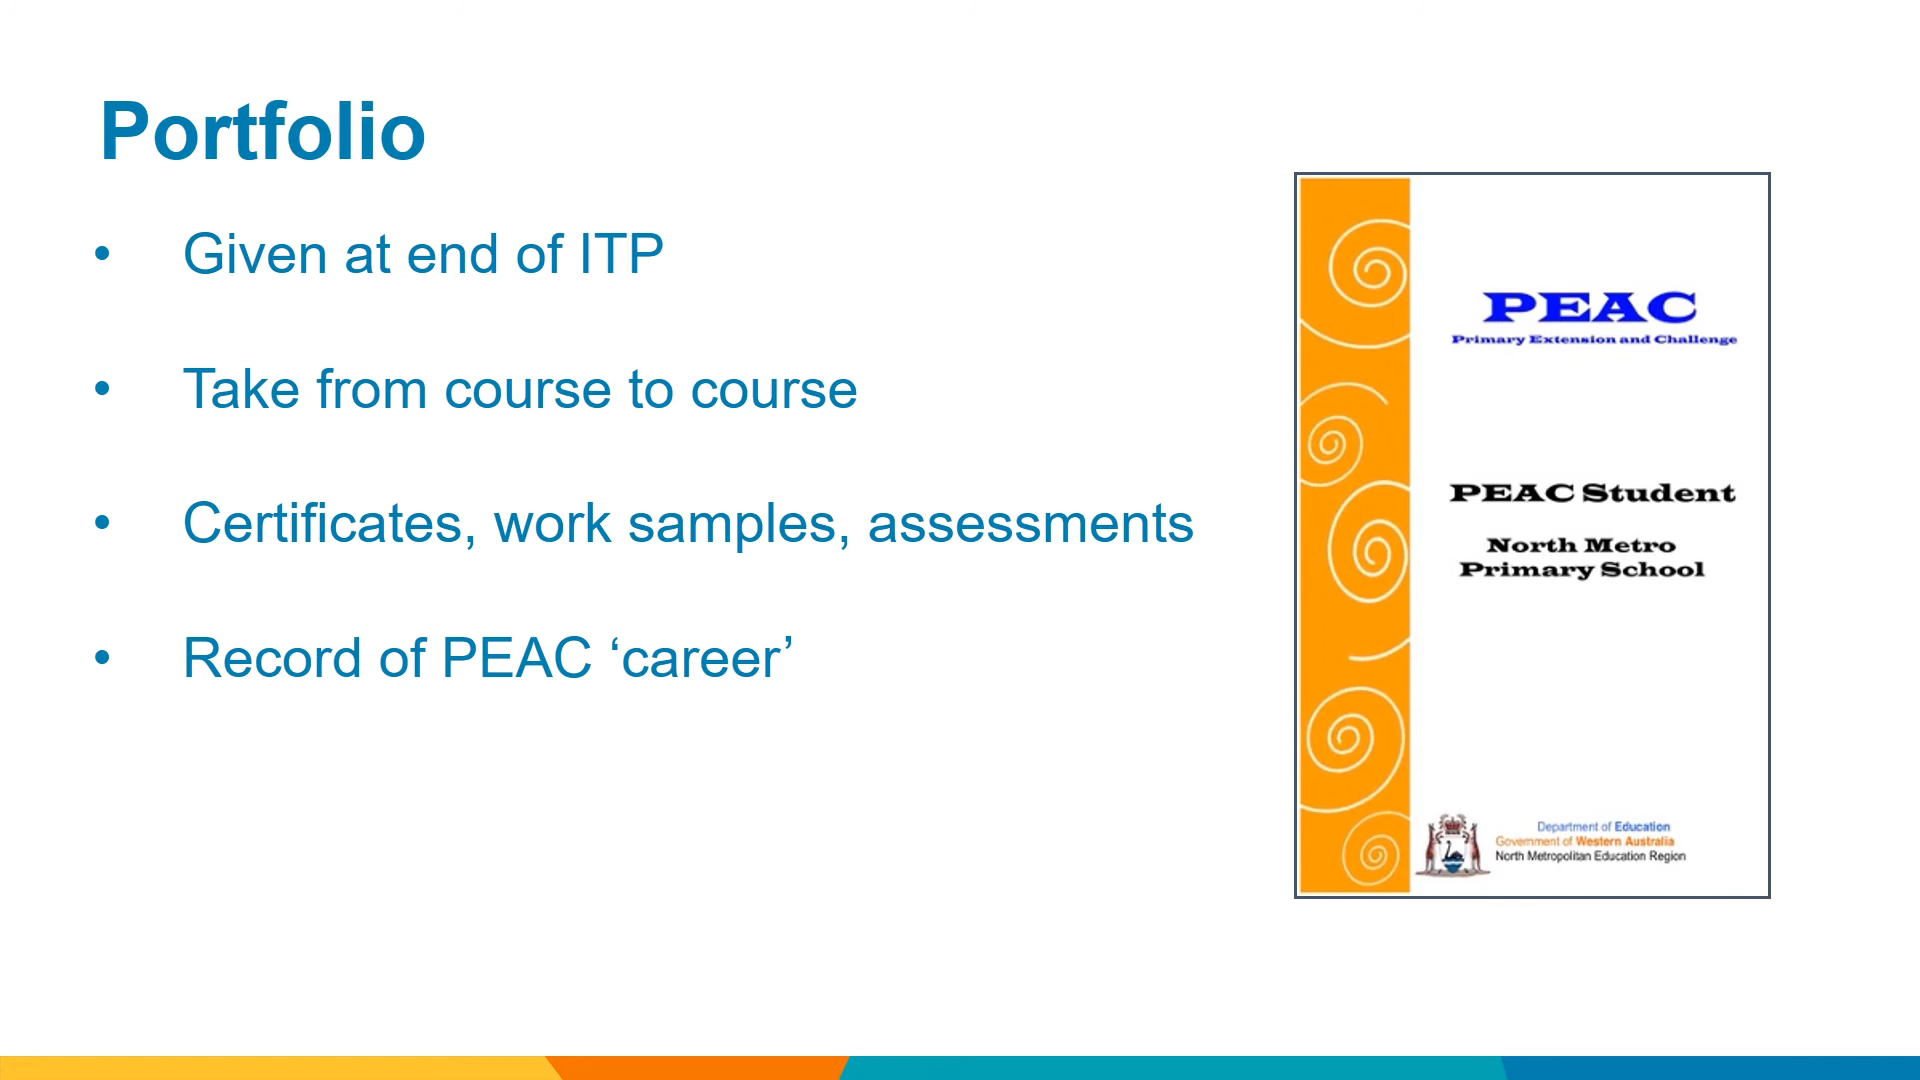 Portfolio
• Given at end of ITP
• Take from course to course
• Certificates, work samples, assessments
• Record of PEAC ‘career’
PEAC
Primary Extension and Challenge
PEAC Student
North Metro
Primary School
Department of Education
Government of Western Australia
North Metropolitan Education Region